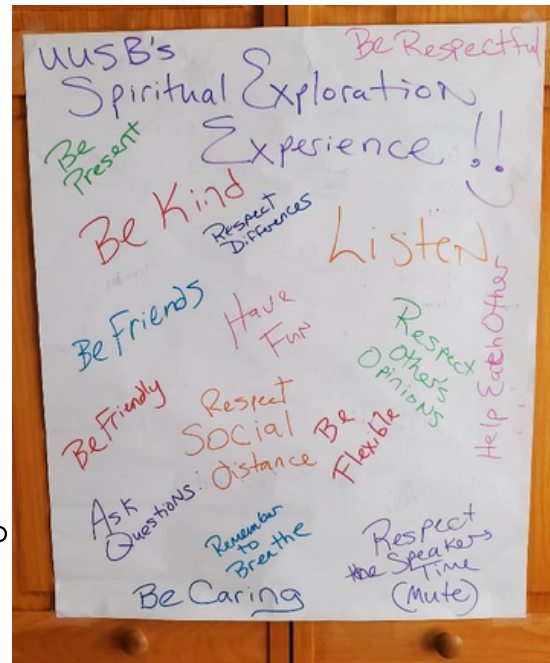 UUSB's
Be Respectful
Spiritual Exploration
Experience !!
Be
Present
Be Kind
Respect
Differences
Listen
Be Friends
Have
Fun
Respect
Other's
Opinions
Help Each Other
Be Friendly
Respect
Social
distance
Be
Flexible
Ask
Questions:
Remember
to
Breathe
Respect
the Speakers
Time
(Mute)
Be Caring